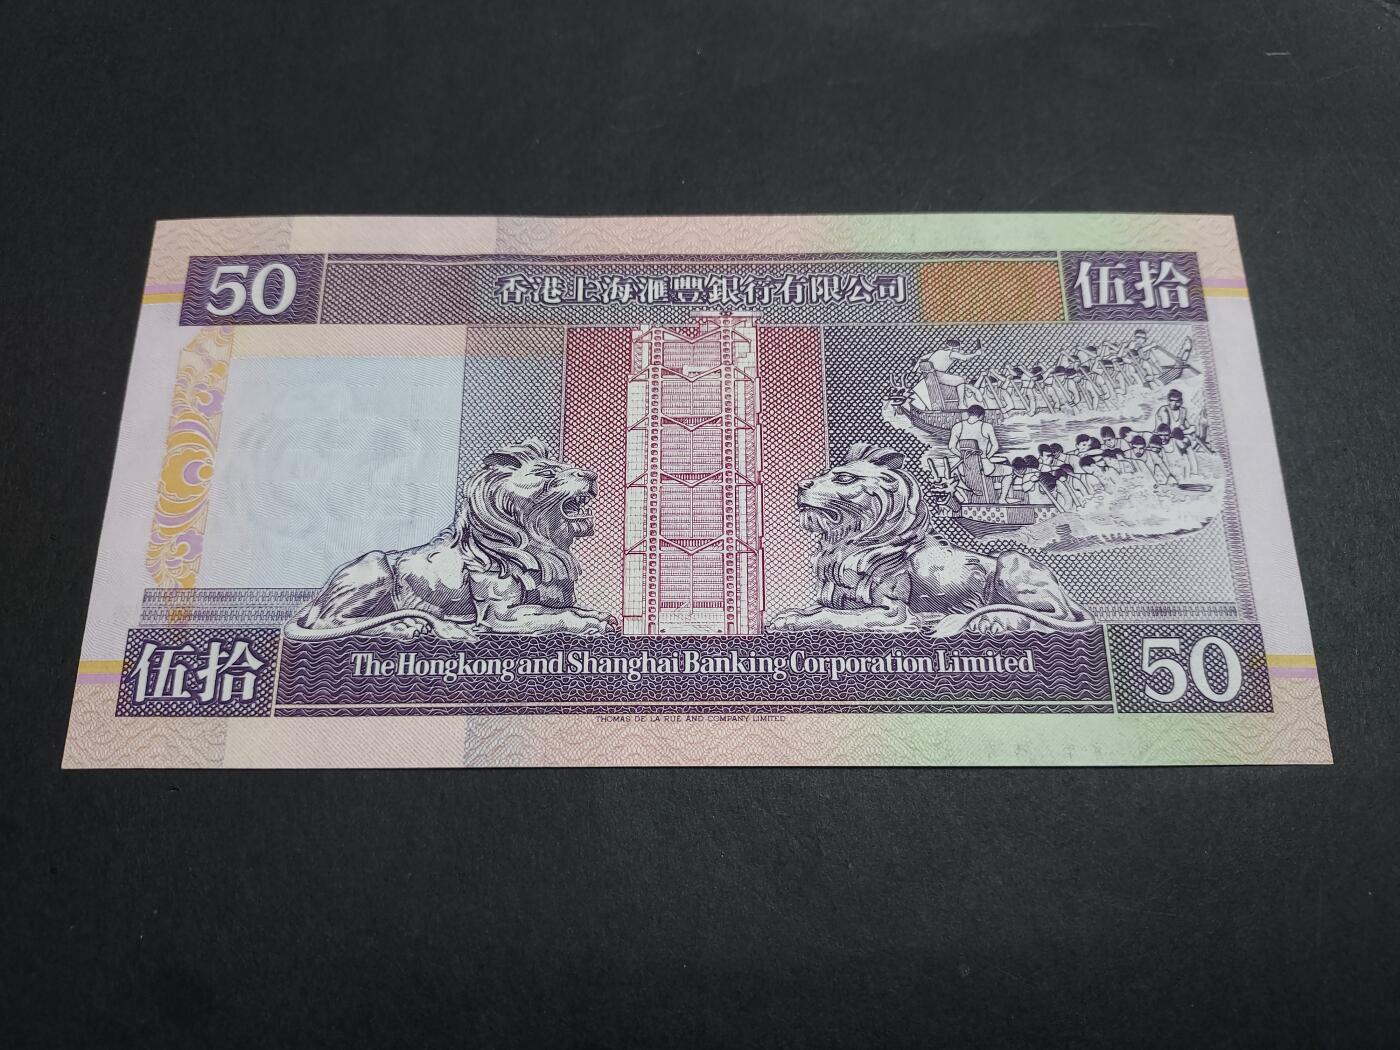 50
香港上海滙豐銀行有限公司
伍拾
伍拾
The Hongkong and Shanghai Banking Corporation Limited
50
THOMAS DE LA RUE AND COMPANY LIMITED